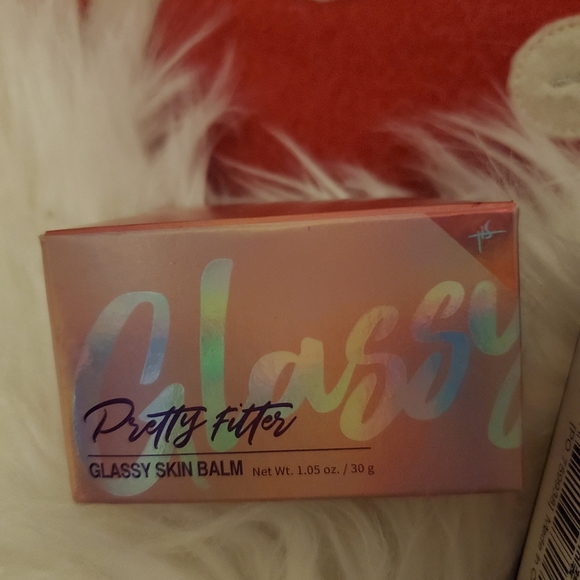 Glassy
Pretty Filter
GLASSY SKIN BALM Net Wt. 1.05 oz. / 30 g